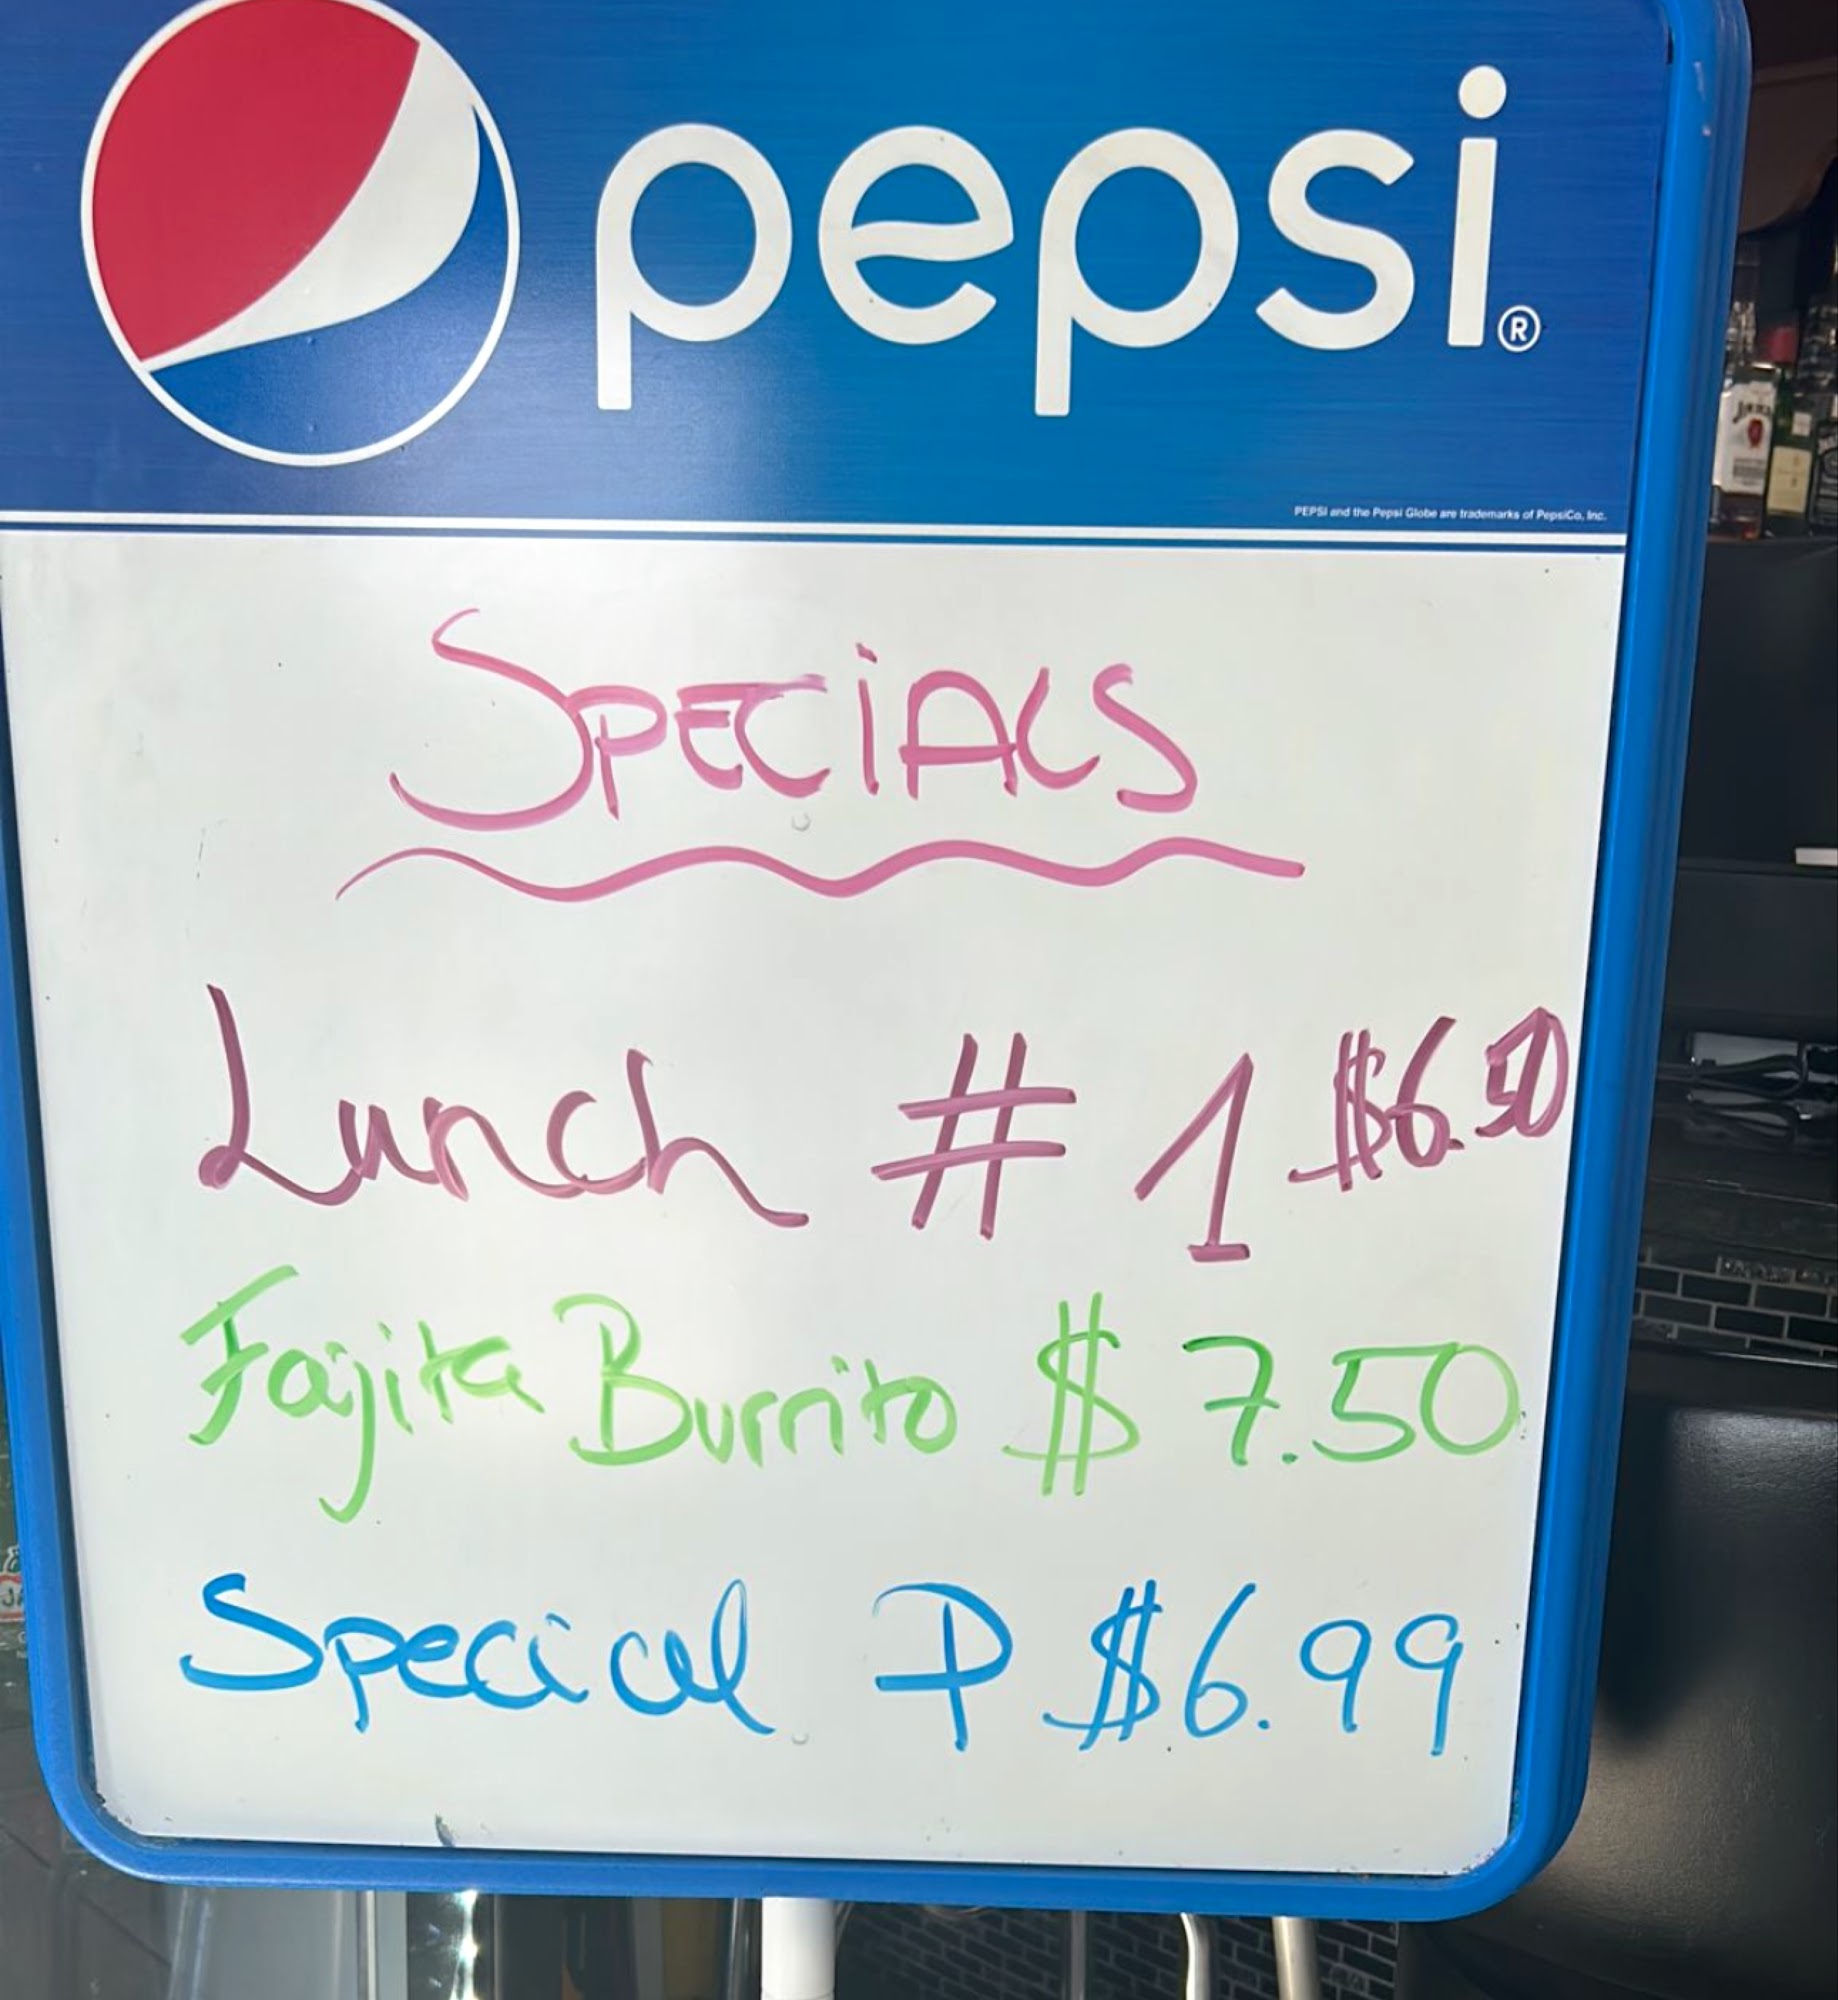 pepsi®
PEPSI and the Pepsi Globe are trademarks of PepsiCo, Inc.
SPECiALS
Lunch # 1 $6.50
Fajita Burrito $ 7.50
Special P $6.99